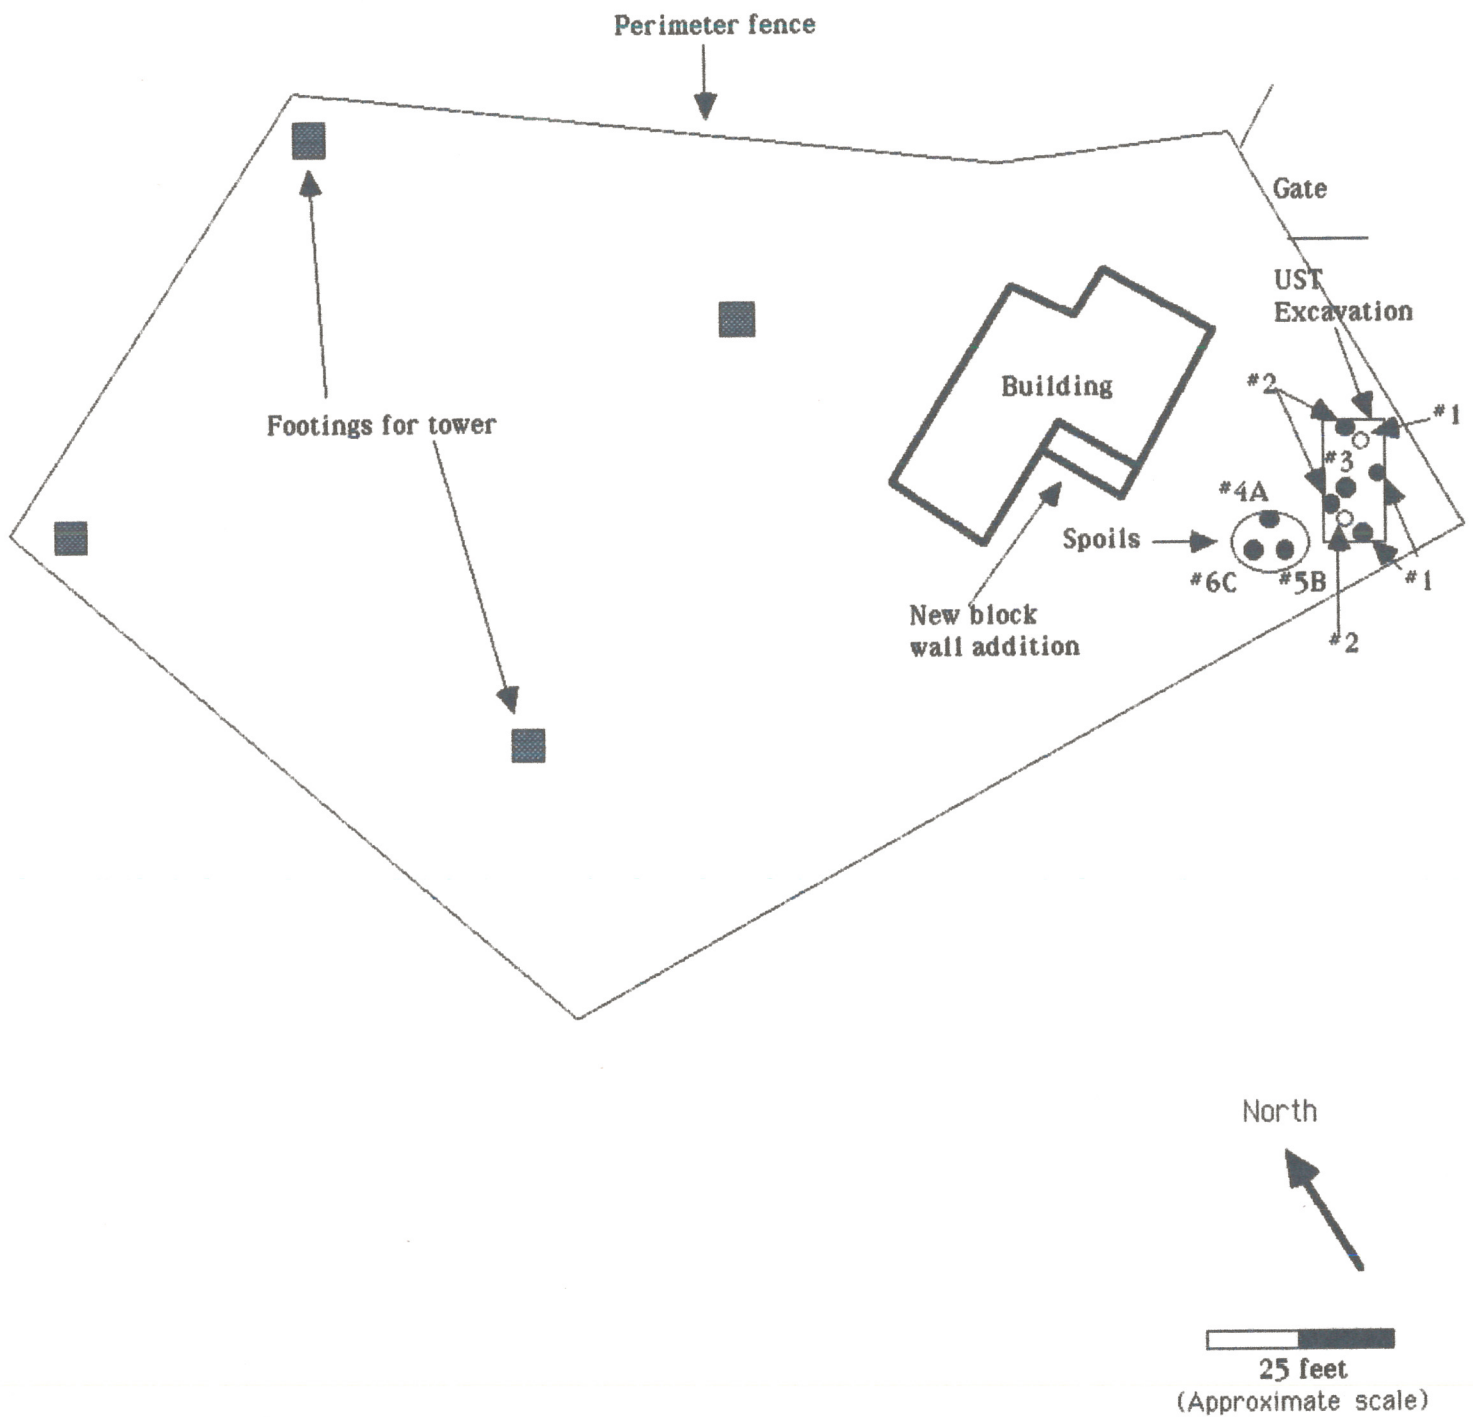 Perimeter fence
Gate
UST
Excavation
Building
#2
#1
Footings for tower
#3
#4A
Spoils
#6C
#5B
#1
New block
wall addition
#2
North
25 feet
(Approximate scale)